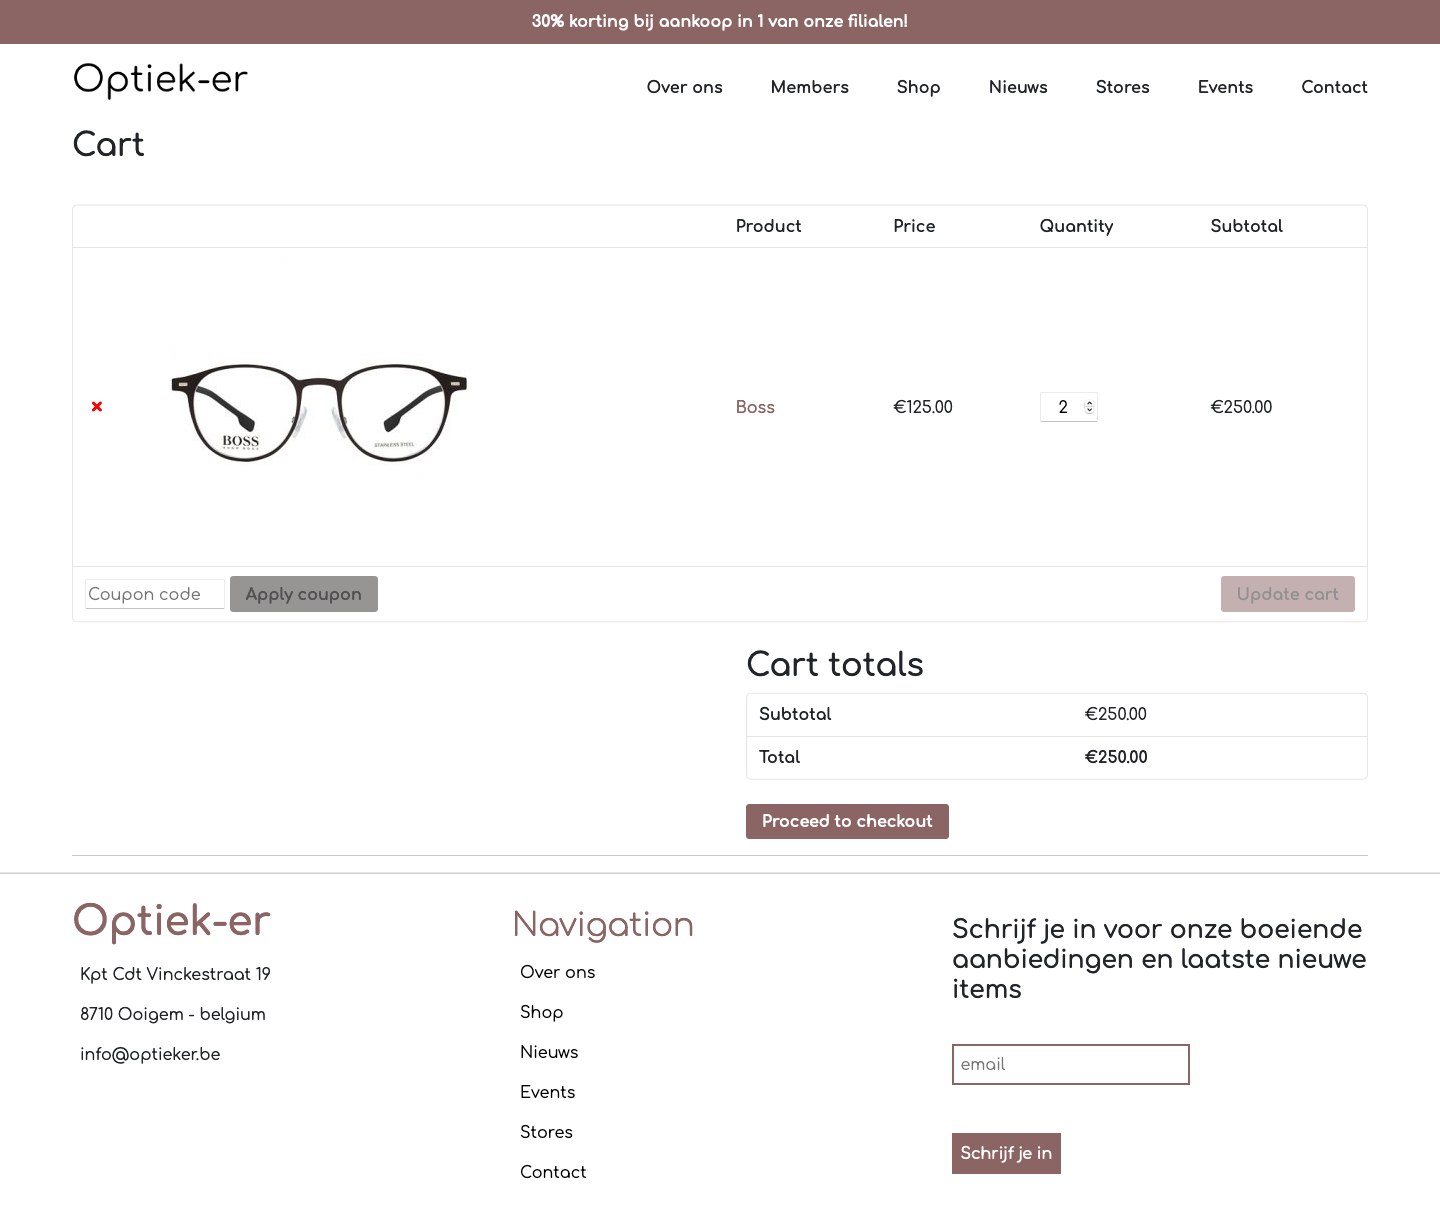 30% korting bij aankoop in 1 van onze filialen!
Optiek-er
Over ons Members Shop Nieuws Stores Events Contact
Cart
Product Price Quantity Subtotal
BOSS
HUGO BOSS
STAINLESS STEEL
Boss €125.00 2 €250.00
Coupon code Apply coupon Update cart
Cart totals
Subtotal €250.00
Total €250.00
Proceed to checkout
Optiek-er
Kpt Cdt Vinckestraat 19
8710 Ooigem - belgium
info@optieker.be
Navigation
Over ons
Shop
Nieuws
Events
Stores
Contact
Schrijf je in voor onze boeiende
aanbiedingen en laatste nieuwe
items
email
Schrijf je in